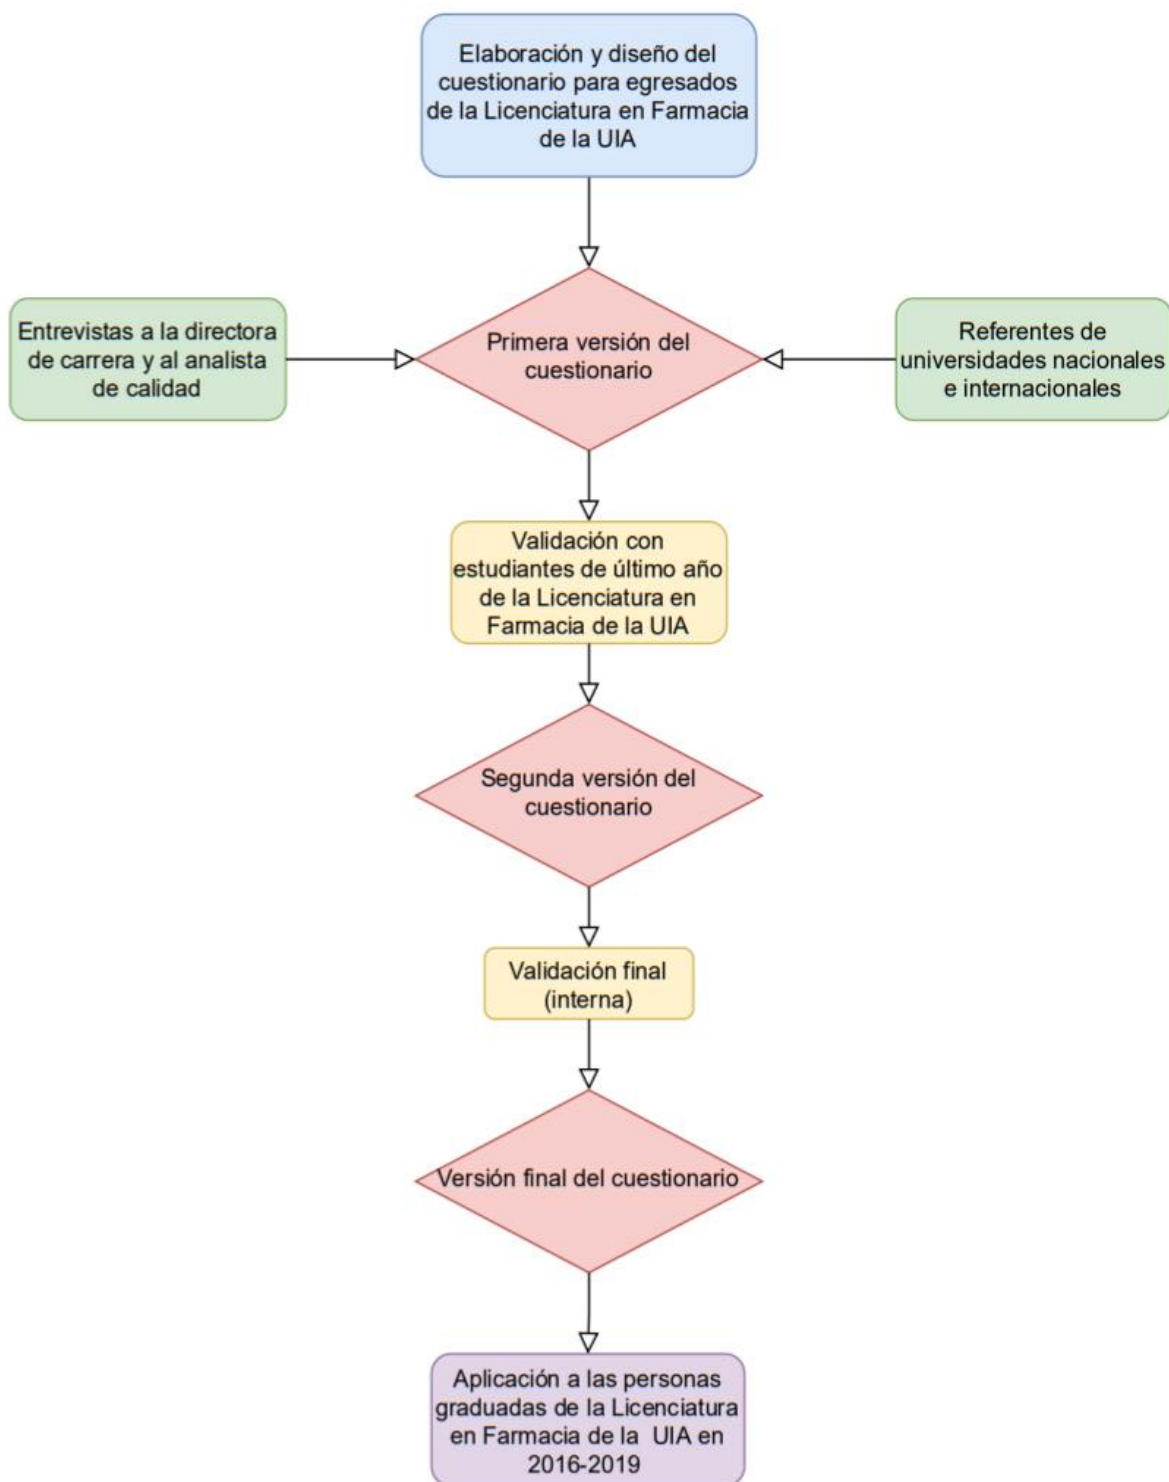 Elaboración y diseño del
cuestionario para egresados
de la Licenciatura en Farmacia
de la UIA
Entrevistas a la directora
de carrera y al analista
de calidad
Primera versión del
cuestionario
Referentes de
universidades nacionales
e internacionales
Validación con
estudiantes de último año
de la Licenciatura en
Farmacia de la UIA
Segunda versión del
cuestionario
Validación final
(interna)
Versión final del cuestionario
Aplicación a las personas
graduadas de la Licenciatura
en Farmacia de la UIA en
2016-2019